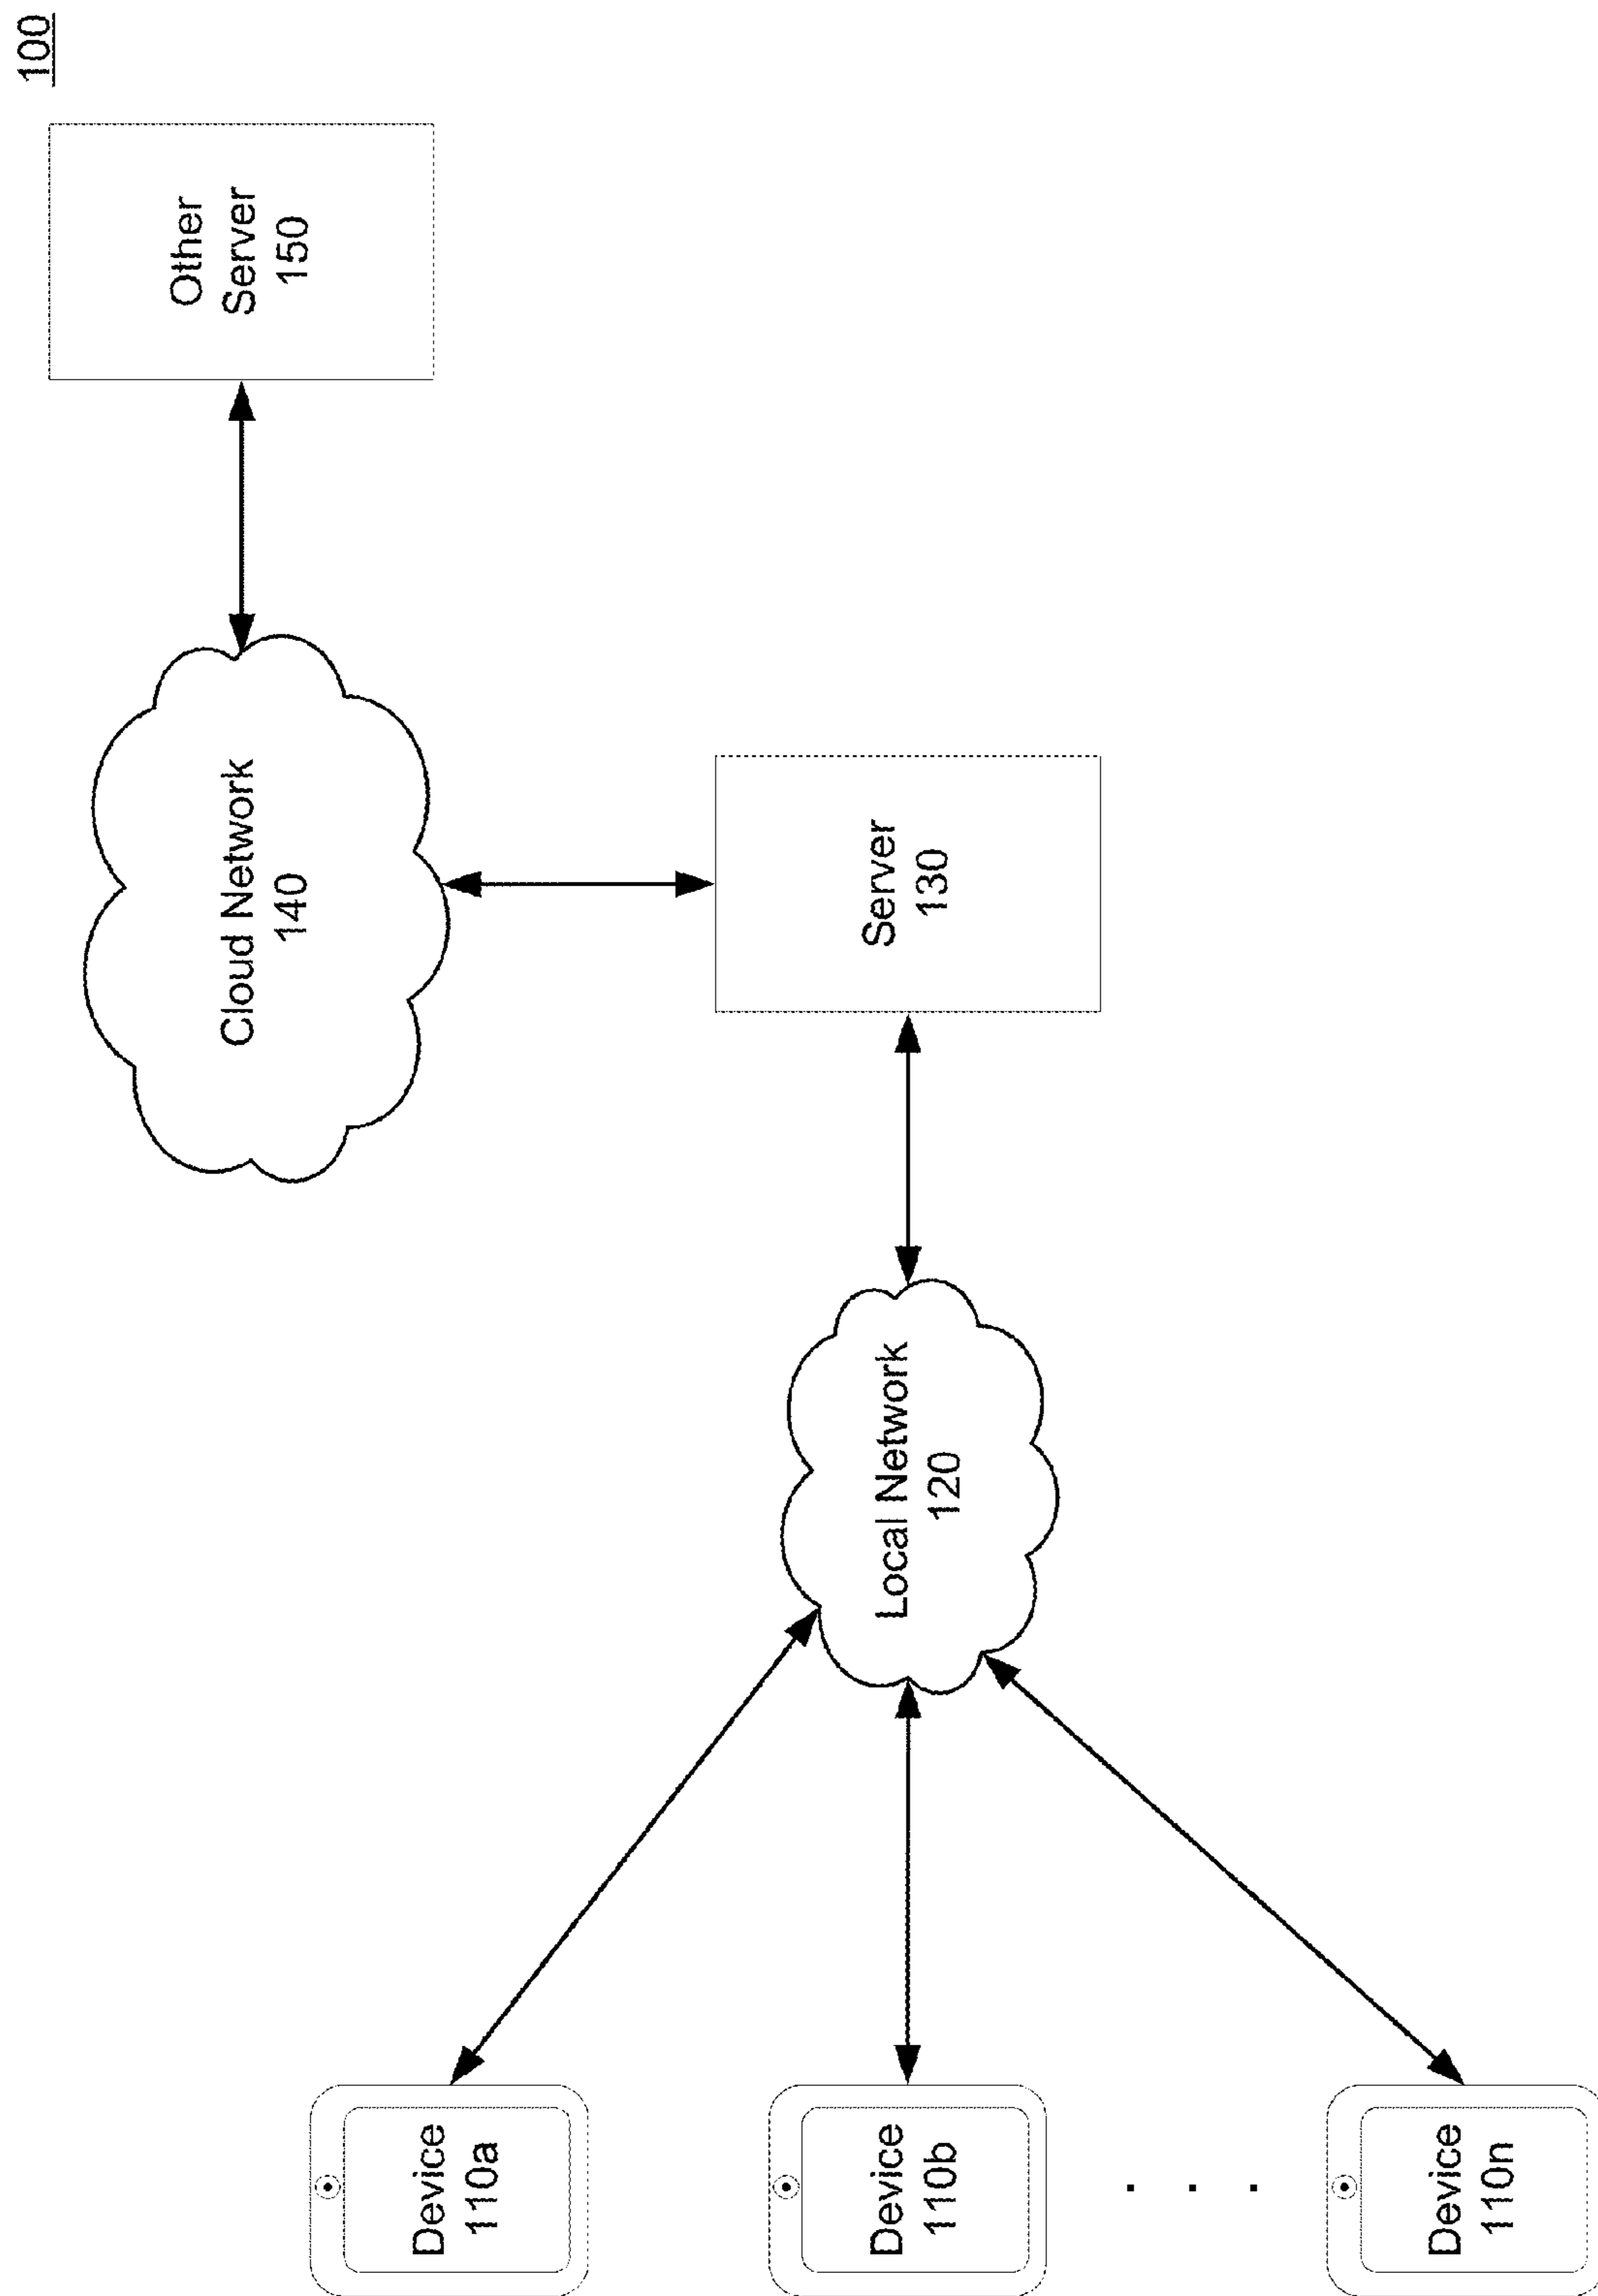 100
Other
Server
150
Cloud Network
140
Server
130
Local Network
120
Device
110a
Device
110b
Device
110n